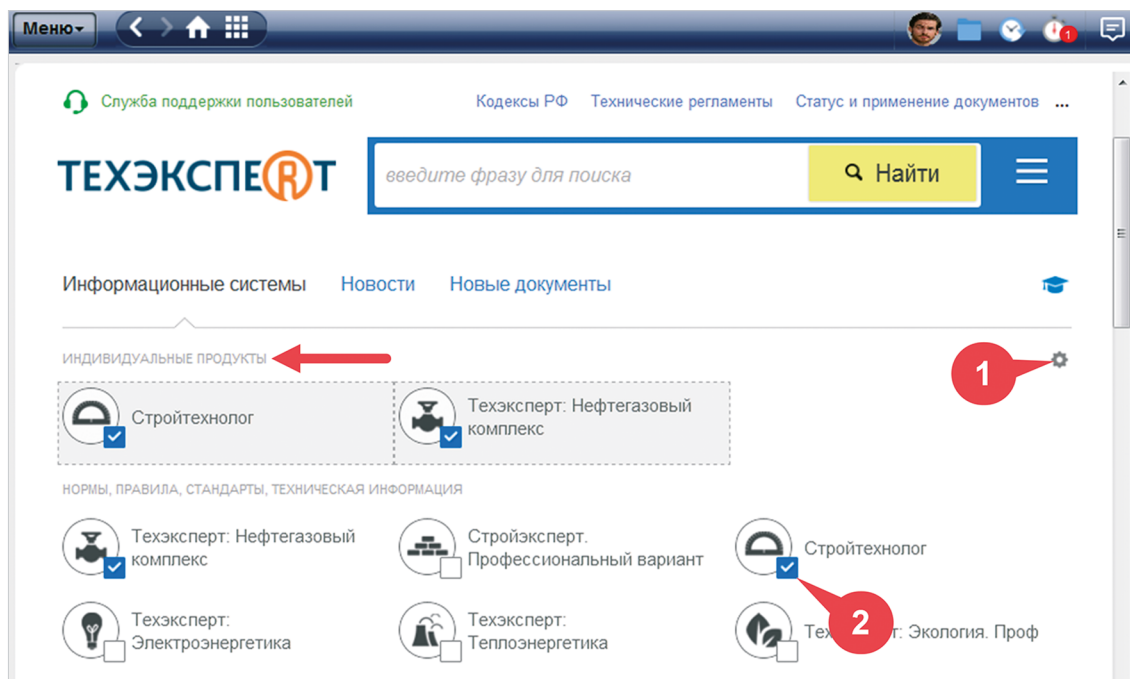 Меню
1
Служба поддержки пользователей
Кодексы РФ Технические регламенты Статус и применение документов ...
ТЕХЭКСПЕRТ
введите фразу для поиска
Найти
Информационные системы Новости Новые документы
ИНДИВИДУАЛЬНЫЕ ПРОДУКТЫ
1
Стройтехнолог
Техэксперт: Нефтегазовый
комплекс
НОРМЫ, ПРАВИЛА, СТАНДАРТЫ, ТЕХНИЧЕСКАЯ ИНФОРМАЦИЯ
Техэксперт: Нефтегазовый
комплекс
Стройэксперт.
Профессиональный вариант
Стройтехнолог
2
Техэксперт:
Электроэнергетика
Техэксперт:
Теплоэнергетика
: Экология. Проф